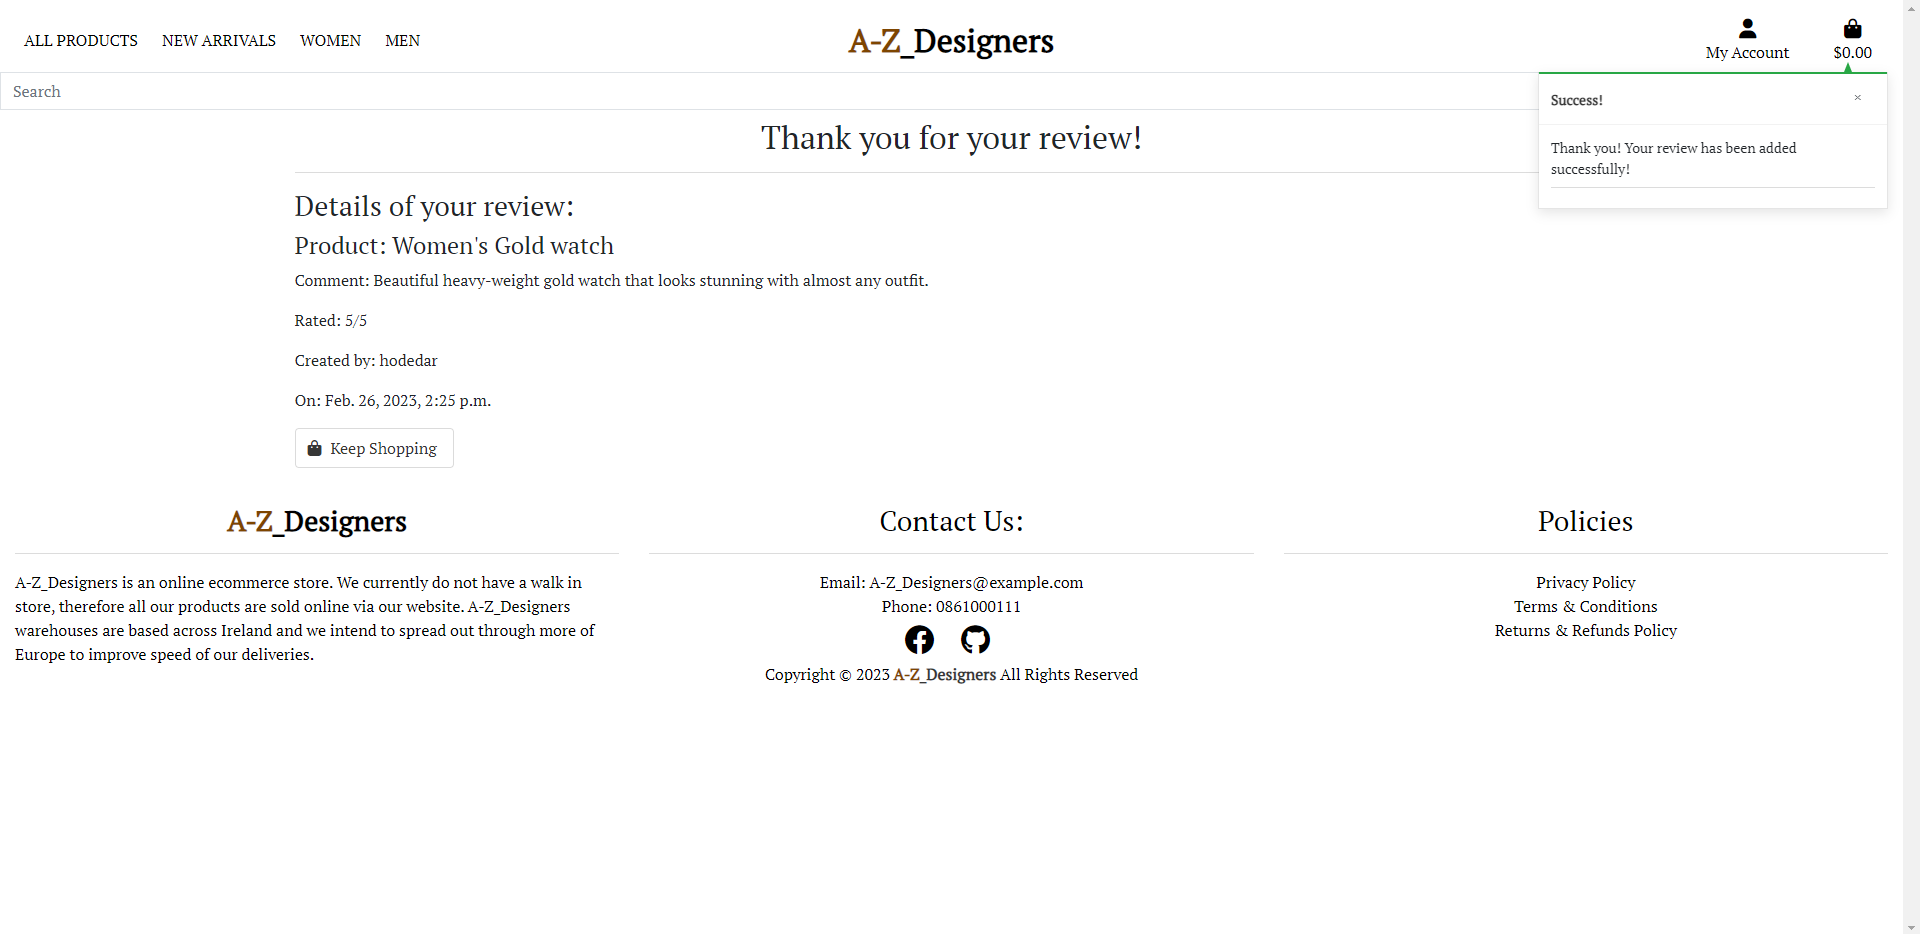 ALL PRODUCTS NEW ARRIVALS WOMEN MEN
A-Z_Designers
My Account
$0.00
Search
Success!
×
Thank you! Your review has been added
successfully!
Thank you for your review!
Details of your review:
Product: Women's Gold watch
Comment: Beautiful heavy-weight gold watch that looks stunning with almost any outfit.
Rated: 5/5
Created by: hodedar
On: Feb. 26, 2023, 2:25 p.m.
Keep Shopping
A-Z_Designers
A-Z_Designers is an online ecommerce store. We currently do not have a walk in
store, therefore all our products are sold online via our website. A-Z_Designers
warehouses are based across Ireland and we intend to spread out through more of
Europe to improve speed of our deliveries.
Contact Us:
Email: A-Z_Designers@example.com
Phone: 0861000111
Copyright © 2023 A-Z_Designers All Rights Reserved
Policies
Privacy Policy
Terms & Conditions
Returns & Refunds Policy